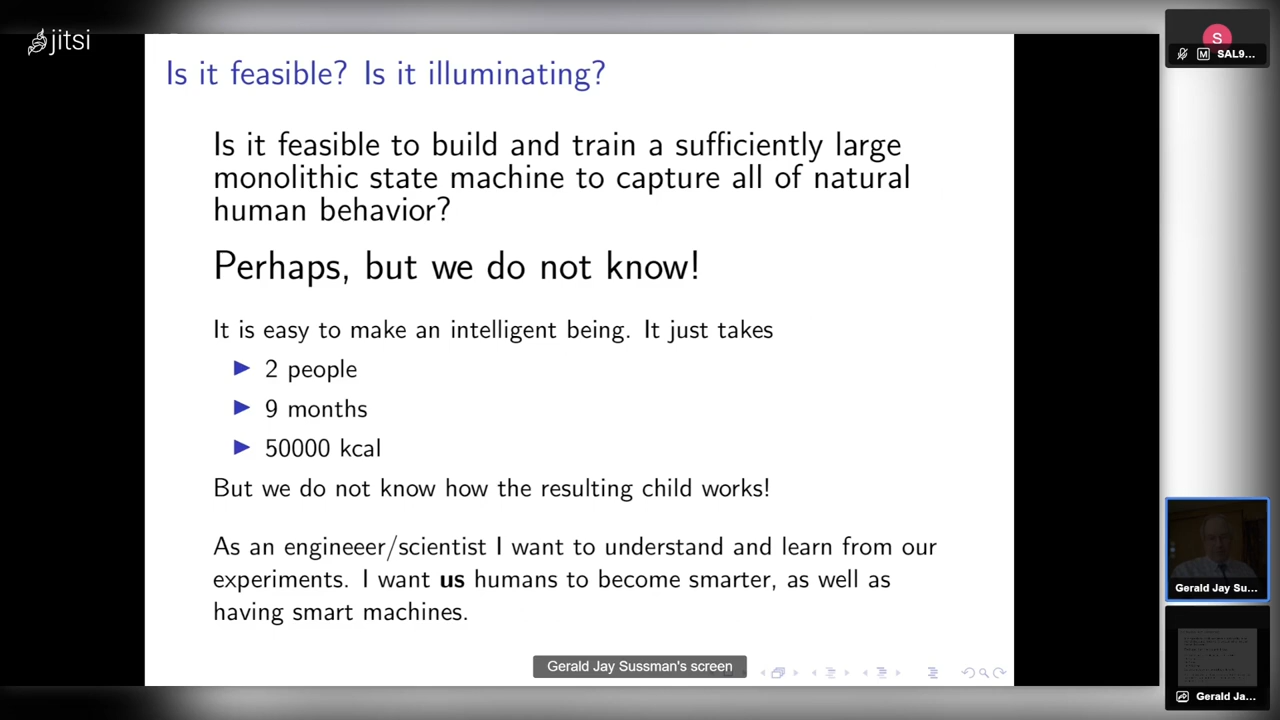 jitsi
Is it feasible? Is it illuminating?
Is it feasible to build and train a sufficiently large
monolithic state machine to capture all of natural
human behavior?
Perhaps, but we do not know!
It is easy to make an intelligent being. It just takes
2 people
9 months
50000 kcal
But we do not know how the resulting child works!
As an engineeer/scientist I want to understand and learn from our
experiments. I want us humans to become smarter, as well as
having smart machines.
Gerald Jay Sussman's screen
S
M SAL9...
Gerald Jay Su...
Gerald Ja...